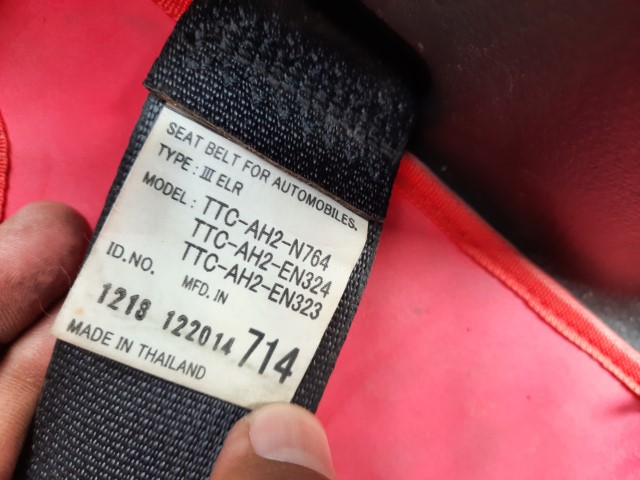 SEAT BELT FOR AUTOMOBILES.
TYPE : III ELR
MODEL : TTC-AH2-N764
TTC-AH2-EN324
TTC-AH2-EN323
ID.NO. MFD. IN
1218 122014 714
MADE IN THAILAND